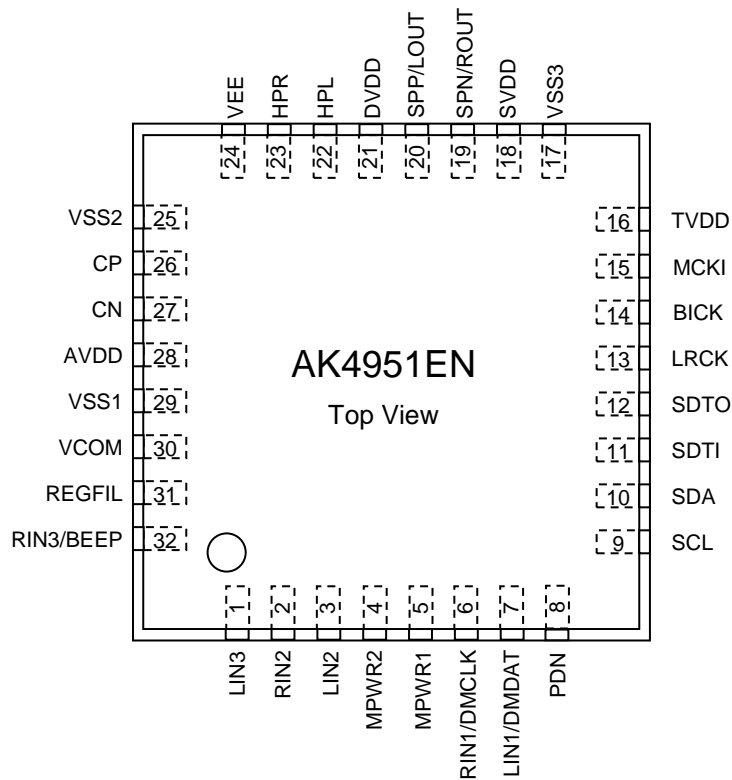 VEE
HPR
HPL
DVDD
SPP/LOUT
SPN/ROUT
SVDD
VSS3
24
23
22
21
20
19
18
17
VSS2 25
CP 26
CN 27
AVDD 28
VSS1 29
VCOM 30
REGFIL 31
RIN3/BEEP 32
AK4951EN
Top View
16 TVDD
15 MCKI
14 BICK
13 LRCK
12 SDTO
11 SDTI
10 SDA
9 SCL
1
2
3
4
5
6
7
8
LIN3
RIN2
LIN2
MPWR2
MPWR1
RIN1/DMCLK
LIN1/DMDAT
PDN